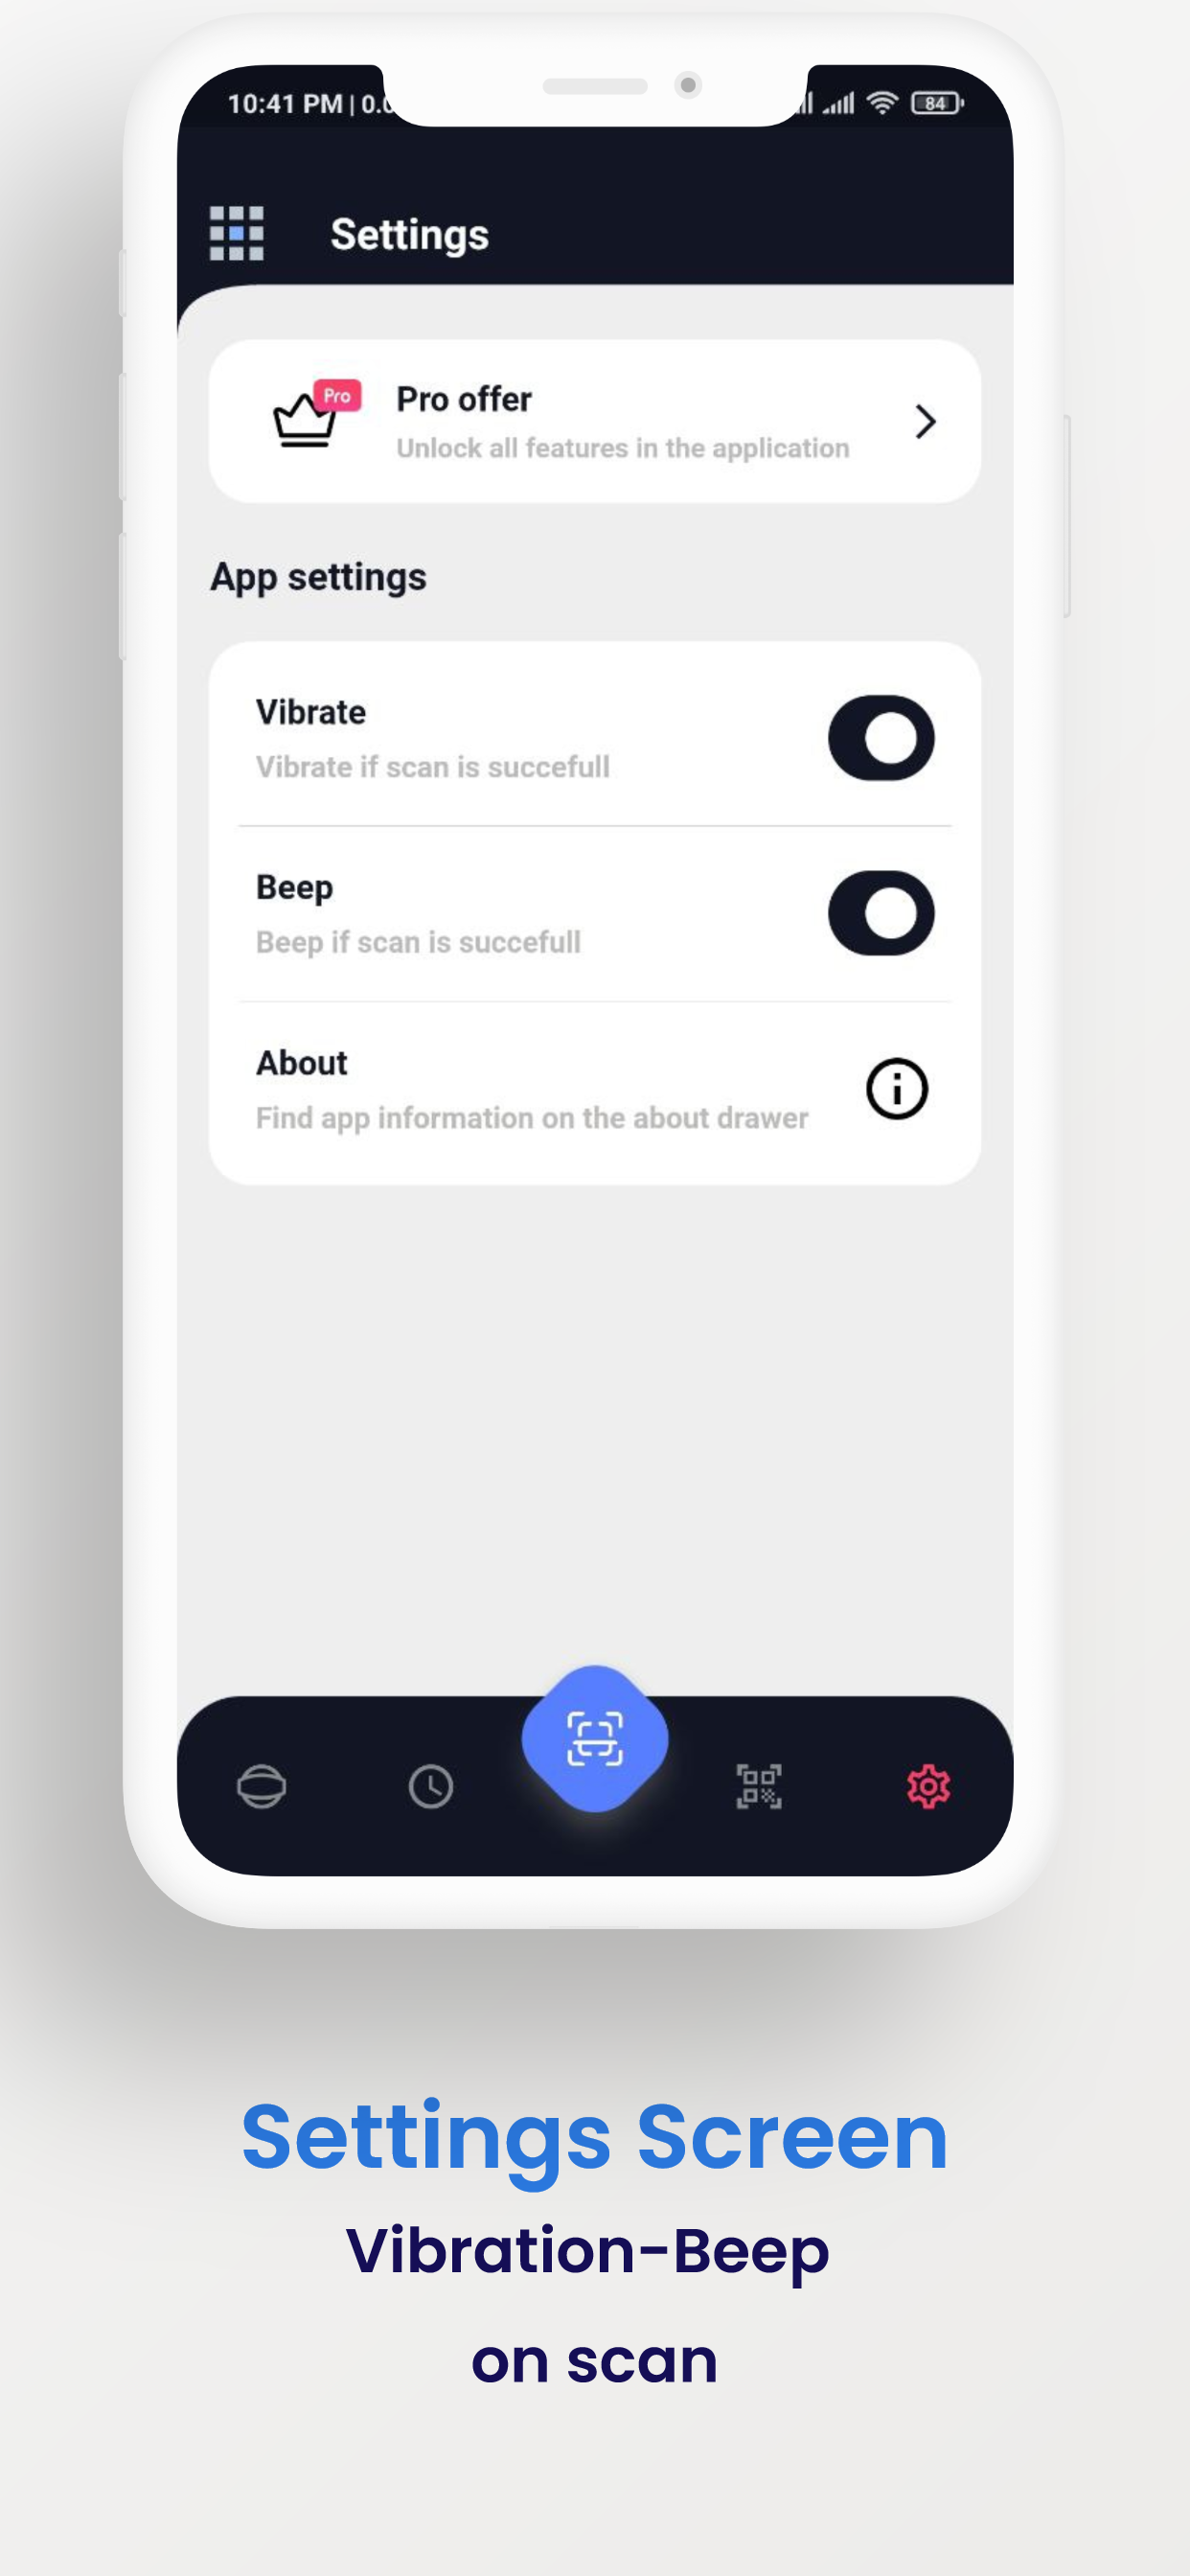 10:41 PM | 0.0
84
Settings
Pro
Pro offer
Unlock all features in the application
App settings
Vibrate
Vibrate if scan is succefull
Beep
Beep if scan is succefull
About
Find app information on the about drawer
Settings Screen
Vibration-Beep
on scan